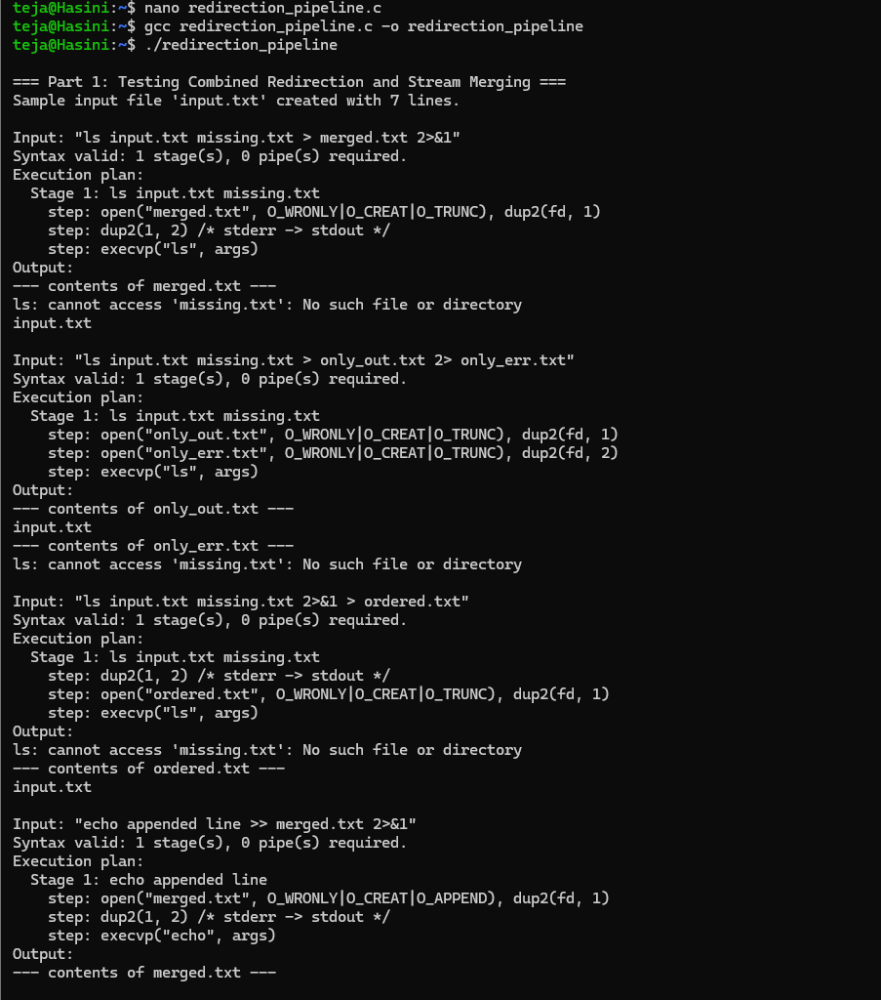 teja@Hasini:~$ nano redirection_pipeline.c
teja@Hasini:~$ gcc redirection_pipeline.c -o redirection_pipeline
teja@Hasini:~$ ./redirection_pipeline

=== Part 1: Testing Combined Redirection and Stream Merging ===
Sample input file 'input.txt' created with 7 lines.

Input: "ls input.txt missing.txt > merged.txt 2>&1"
Syntax valid: 1 stage(s), 0 pipe(s) required.
Execution plan:
  Stage 1: ls input.txt missing.txt
    step: open("merged.txt", O_WRONLY|O_CREAT|O_TRUNC), dup2(fd, 1)
    step: dup2(1, 2) /* stderr -> stdout */
    step: execvp("ls", args)
Output:
--- contents of merged.txt ---
ls: cannot access 'missing.txt': No such file or directory
input.txt

Input: "ls input.txt missing.txt > only_out.txt 2> only_err.txt"
Syntax valid: 1 stage(s), 0 pipe(s) required.
Execution plan:
  Stage 1: ls input.txt missing.txt
    step: open("only_out.txt", O_WRONLY|O_CREAT|O_TRUNC), dup2(fd, 1)
    step: open("only_err.txt", O_WRONLY|O_CREAT|O_TRUNC), dup2(fd, 2)
    step: execvp("ls", args)
Output:
--- contents of only_out.txt ---
input.txt
--- contents of only_err.txt ---
ls: cannot access 'missing.txt': No such file or directory

Input: "ls input.txt missing.txt 2>&1 > ordered.txt"
Syntax valid: 1 stage(s), 0 pipe(s) required.
Execution plan:
  Stage 1: ls input.txt missing.txt
    step: dup2(1, 2) /* stderr -> stdout */
    step: open("ordered.txt", O_WRONLY|O_CREAT|O_TRUNC), dup2(fd, 1)
    step: execvp("ls", args)
Output:
ls: cannot access 'missing.txt': No such file or directory
--- contents of ordered.txt ---
input.txt

Input: "echo appended line >> merged.txt 2>&1"
Syntax valid: 1 stage(s), 0 pipe(s) required.
Execution plan:
  Stage 1: echo appended line
    step: open("merged.txt", O_WRONLY|O_CREAT|O_APPEND), dup2(fd, 1)
    step: dup2(1, 2) /* stderr -> stdout */
    step: execvp("echo", args)
Output:
--- contents of merged.txt ---